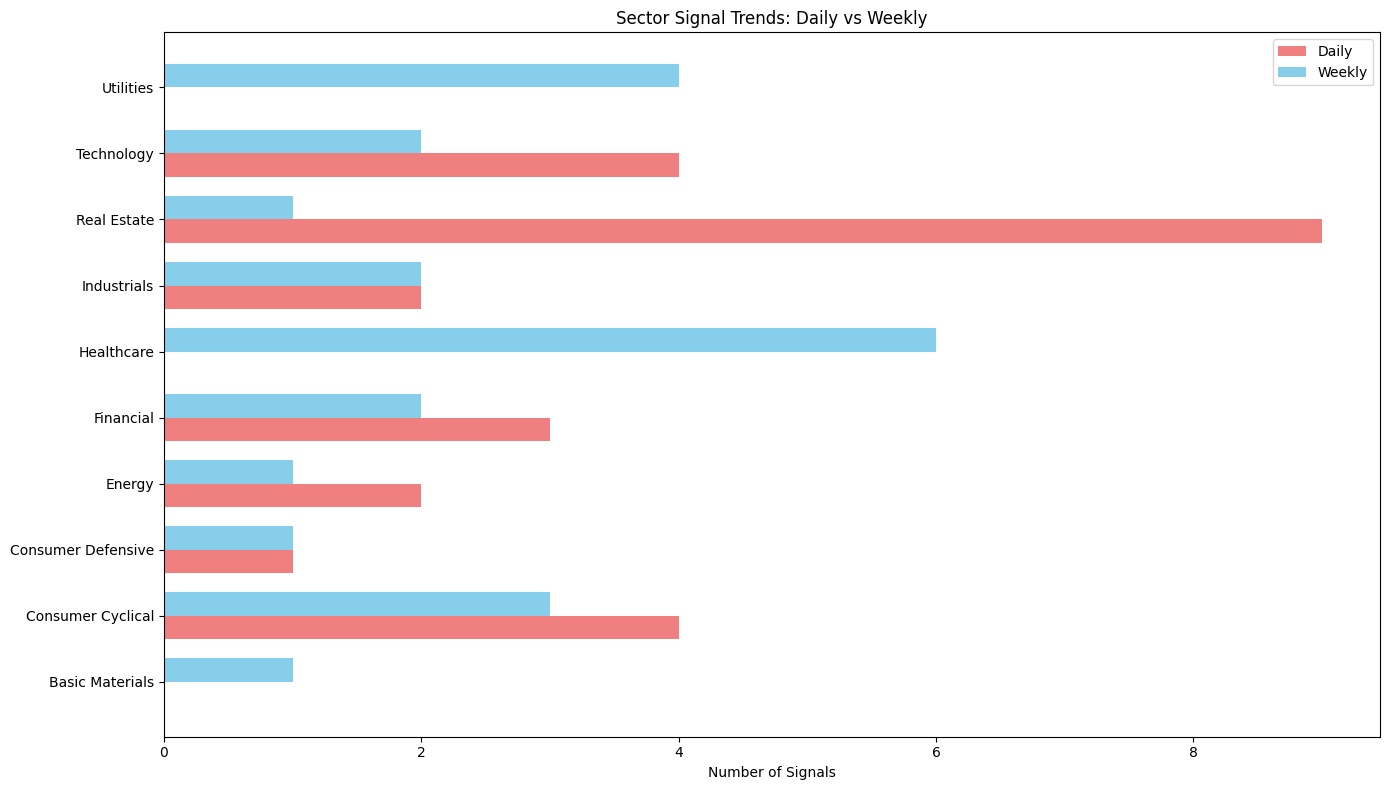 Sector Signal Trends: Daily vs Weekly
Daily
Weekly
Utilities
Technology
Real Estate
Industrials
Healthcare
Financial
Energy
Consumer Defensive
Consumer Cyclical
Basic Materials
0 2 4 6 8
Number of Signals